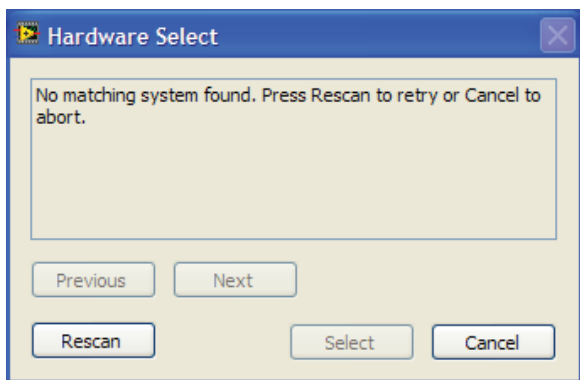 Hardware Select
No matching system found. Press Rescan to retry or Cancel to
abort.
Previous Next
Rescan Select Cancel